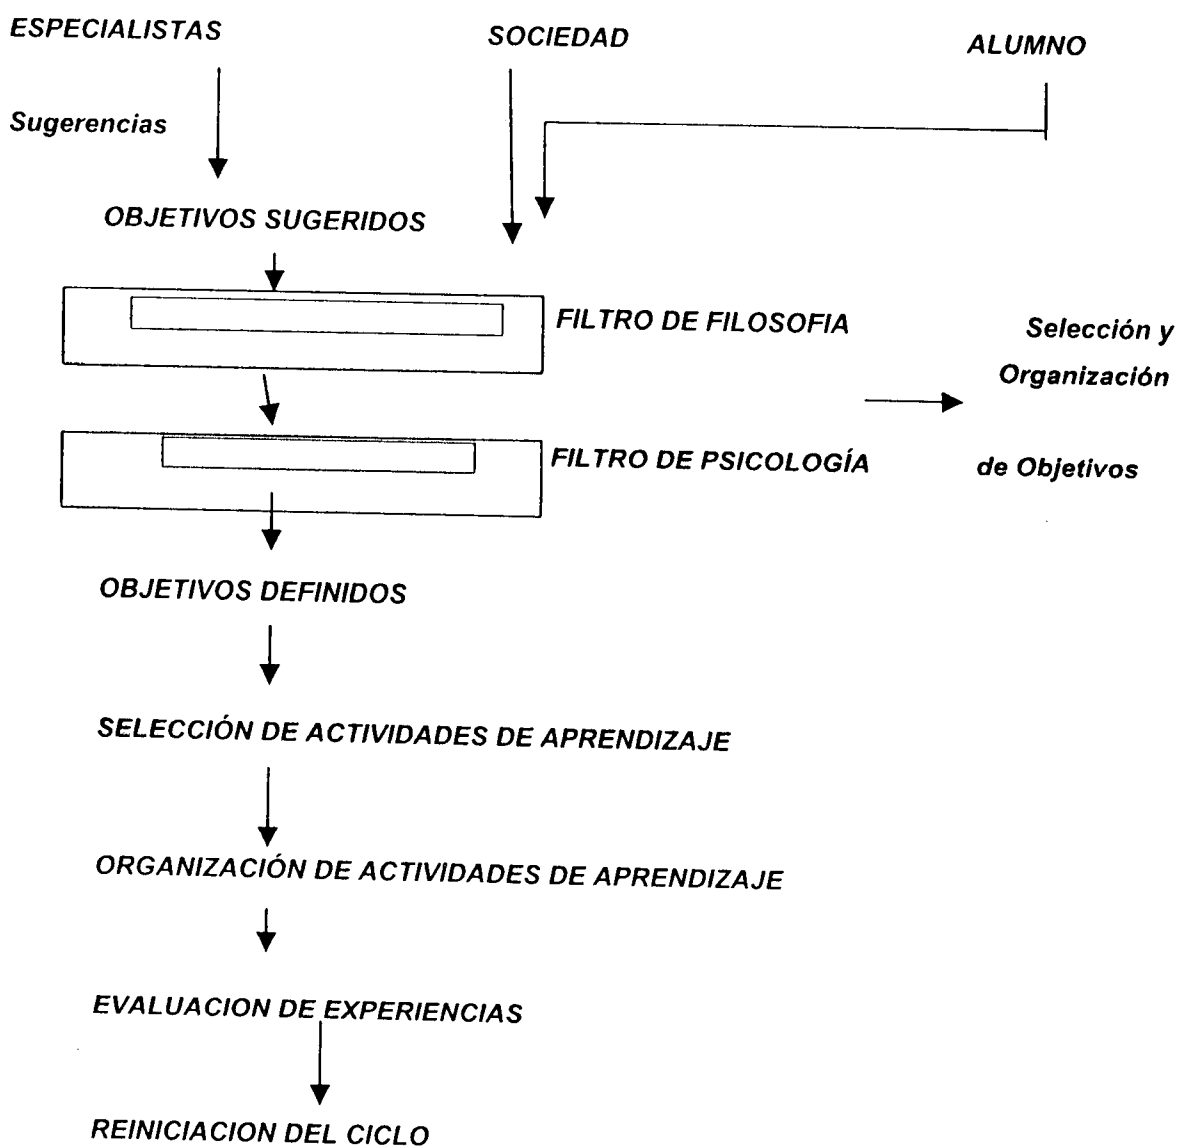 ESPECIALISTAS
SOCIEDAD
ALUMNO
Sugerencias
OBJETIVOS SUGERIDOS
FILTRO DE FILOSOFIA
Selección y
Organización
FILTRO DE PSICOLOGÍA
de Objetivos
OBJETIVOS DEFINIDOS
SELECCIÓN DE ACTIVIDADES DE APRENDIZAJE
ORGANIZACIÓN DE ACTIVIDADES DE APRENDIZAJE
EVALUACION DE EXPERIENCIAS
REINICIACION DEL CICLO